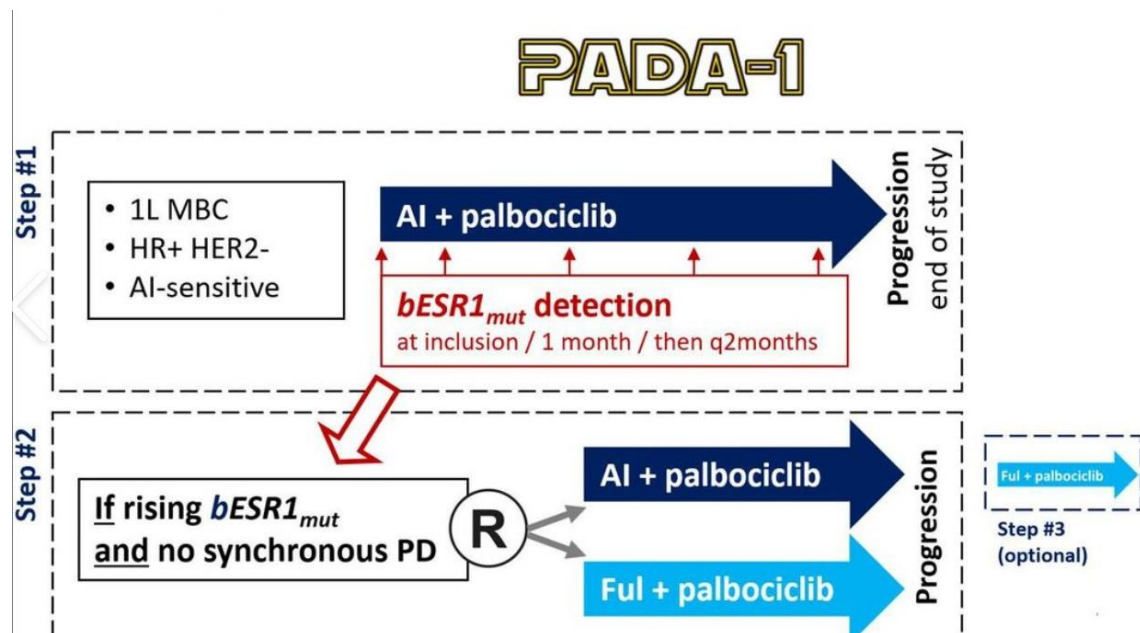 PADA-1
Step #1
• 1L MBC
• HR+ HER2-
• AI-sensitive
AI + palbociclib
bESR1mut detection
at inclusion / 1 month / then q2months
Progression
end of study
Step #2
If rising bESR1mut
and no synchronous PD
R
AI + palbociclib
Ful + palbociclib
Progression
Ful + palbociclib
Step #3
(optional)